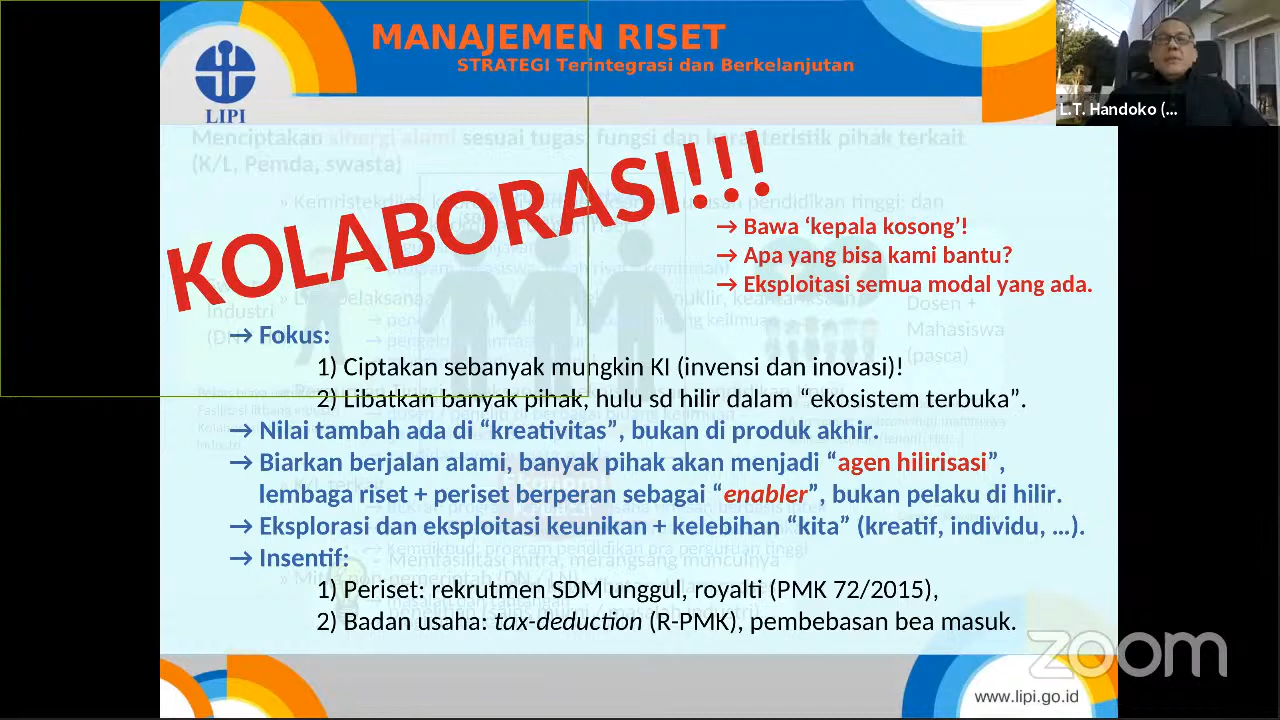 MANAJEMEN RISET
STRATEGI Terintegrasi dan Berkelanjutan
LIPI
L.T. Handoko (...
Menciptakan sinergi alami sesuai tugas, fungsi dan karakteristik pihak terkait
(K/L, Pemda, swasta)
KOLABORASI!!!
→ Bawa ‘kepala kosong’!
→ Apa yang bisa kami bantu?
→ Eksploitasi semua modal yang ada.
Dosen +
Mahasiswa
(pasca)
Industri
→ Fokus:
1) Ciptakan sebanyak mungkin KI (invensi dan inovasi)!
2) Libatkan banyak pihak, hulu sd hilir dalam “ekosistem terbuka”.
→ Nilai tambah ada di “kreativitas”, bukan di produk akhir.
→ Biarkan berjalan alami, banyak pihak akan menjadi “agen hilirisasi”,
lembaga riset + periset berperan sebagai “enabler”, bukan pelaku di hilir.
→ Eksplorasi dan eksploitasi keunikan + kelebihan “kita” (kreatif, individu, …).
→ Insentif:
1) Periset: rekrutmen SDM unggul, royalti (PMK 72/2015),
2) Badan usaha: tax-deduction (R-PMK), pembebasan bea masuk.
zoom
www.lipi.go.id